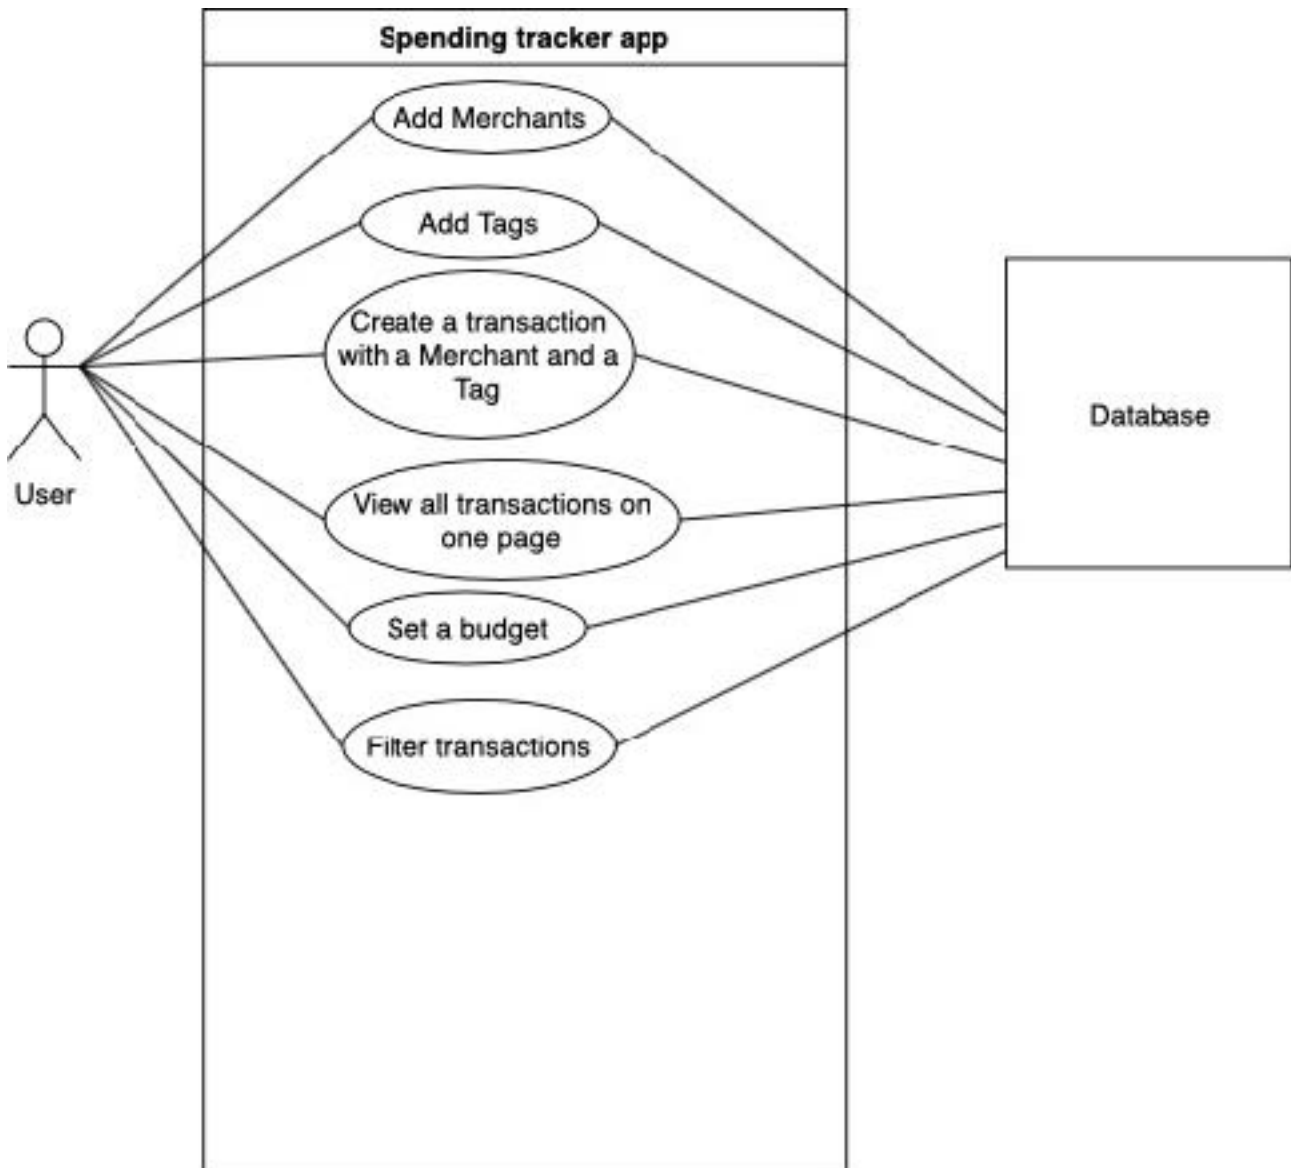 Spending tracker app
Add Merchants
Add Tags
Create a transaction
with a Merchant and a
Tag
Database
User
View all transactions on
one page
Set a budget
Filter transactions